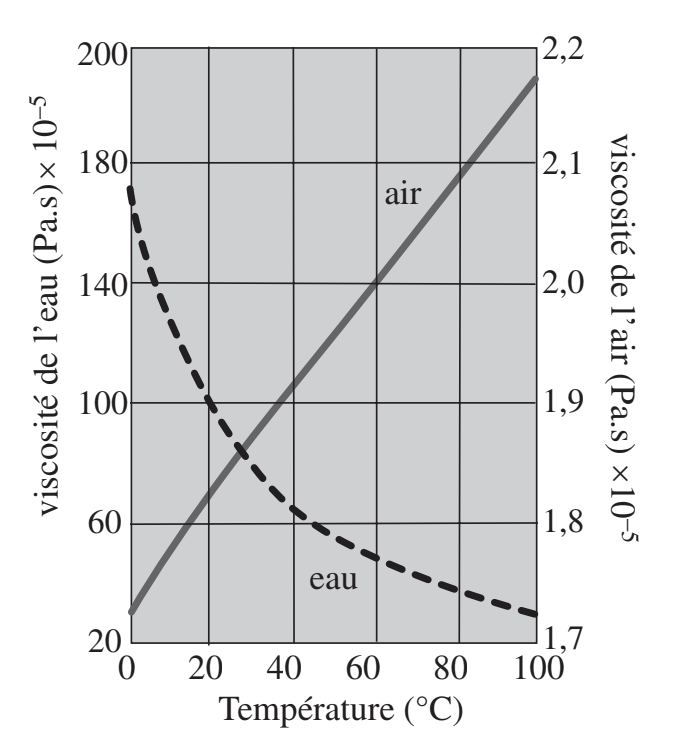 200
180
140
100
60
20
2,2
2,1
2,0
1,9
1,8
1,7
air
eau
0 20 40 60 80 100
Température (°C)
viscosité de l'eau (Pa.s) × 10⁻⁵
viscosité de l'air (Pa.s) ×10⁻⁵